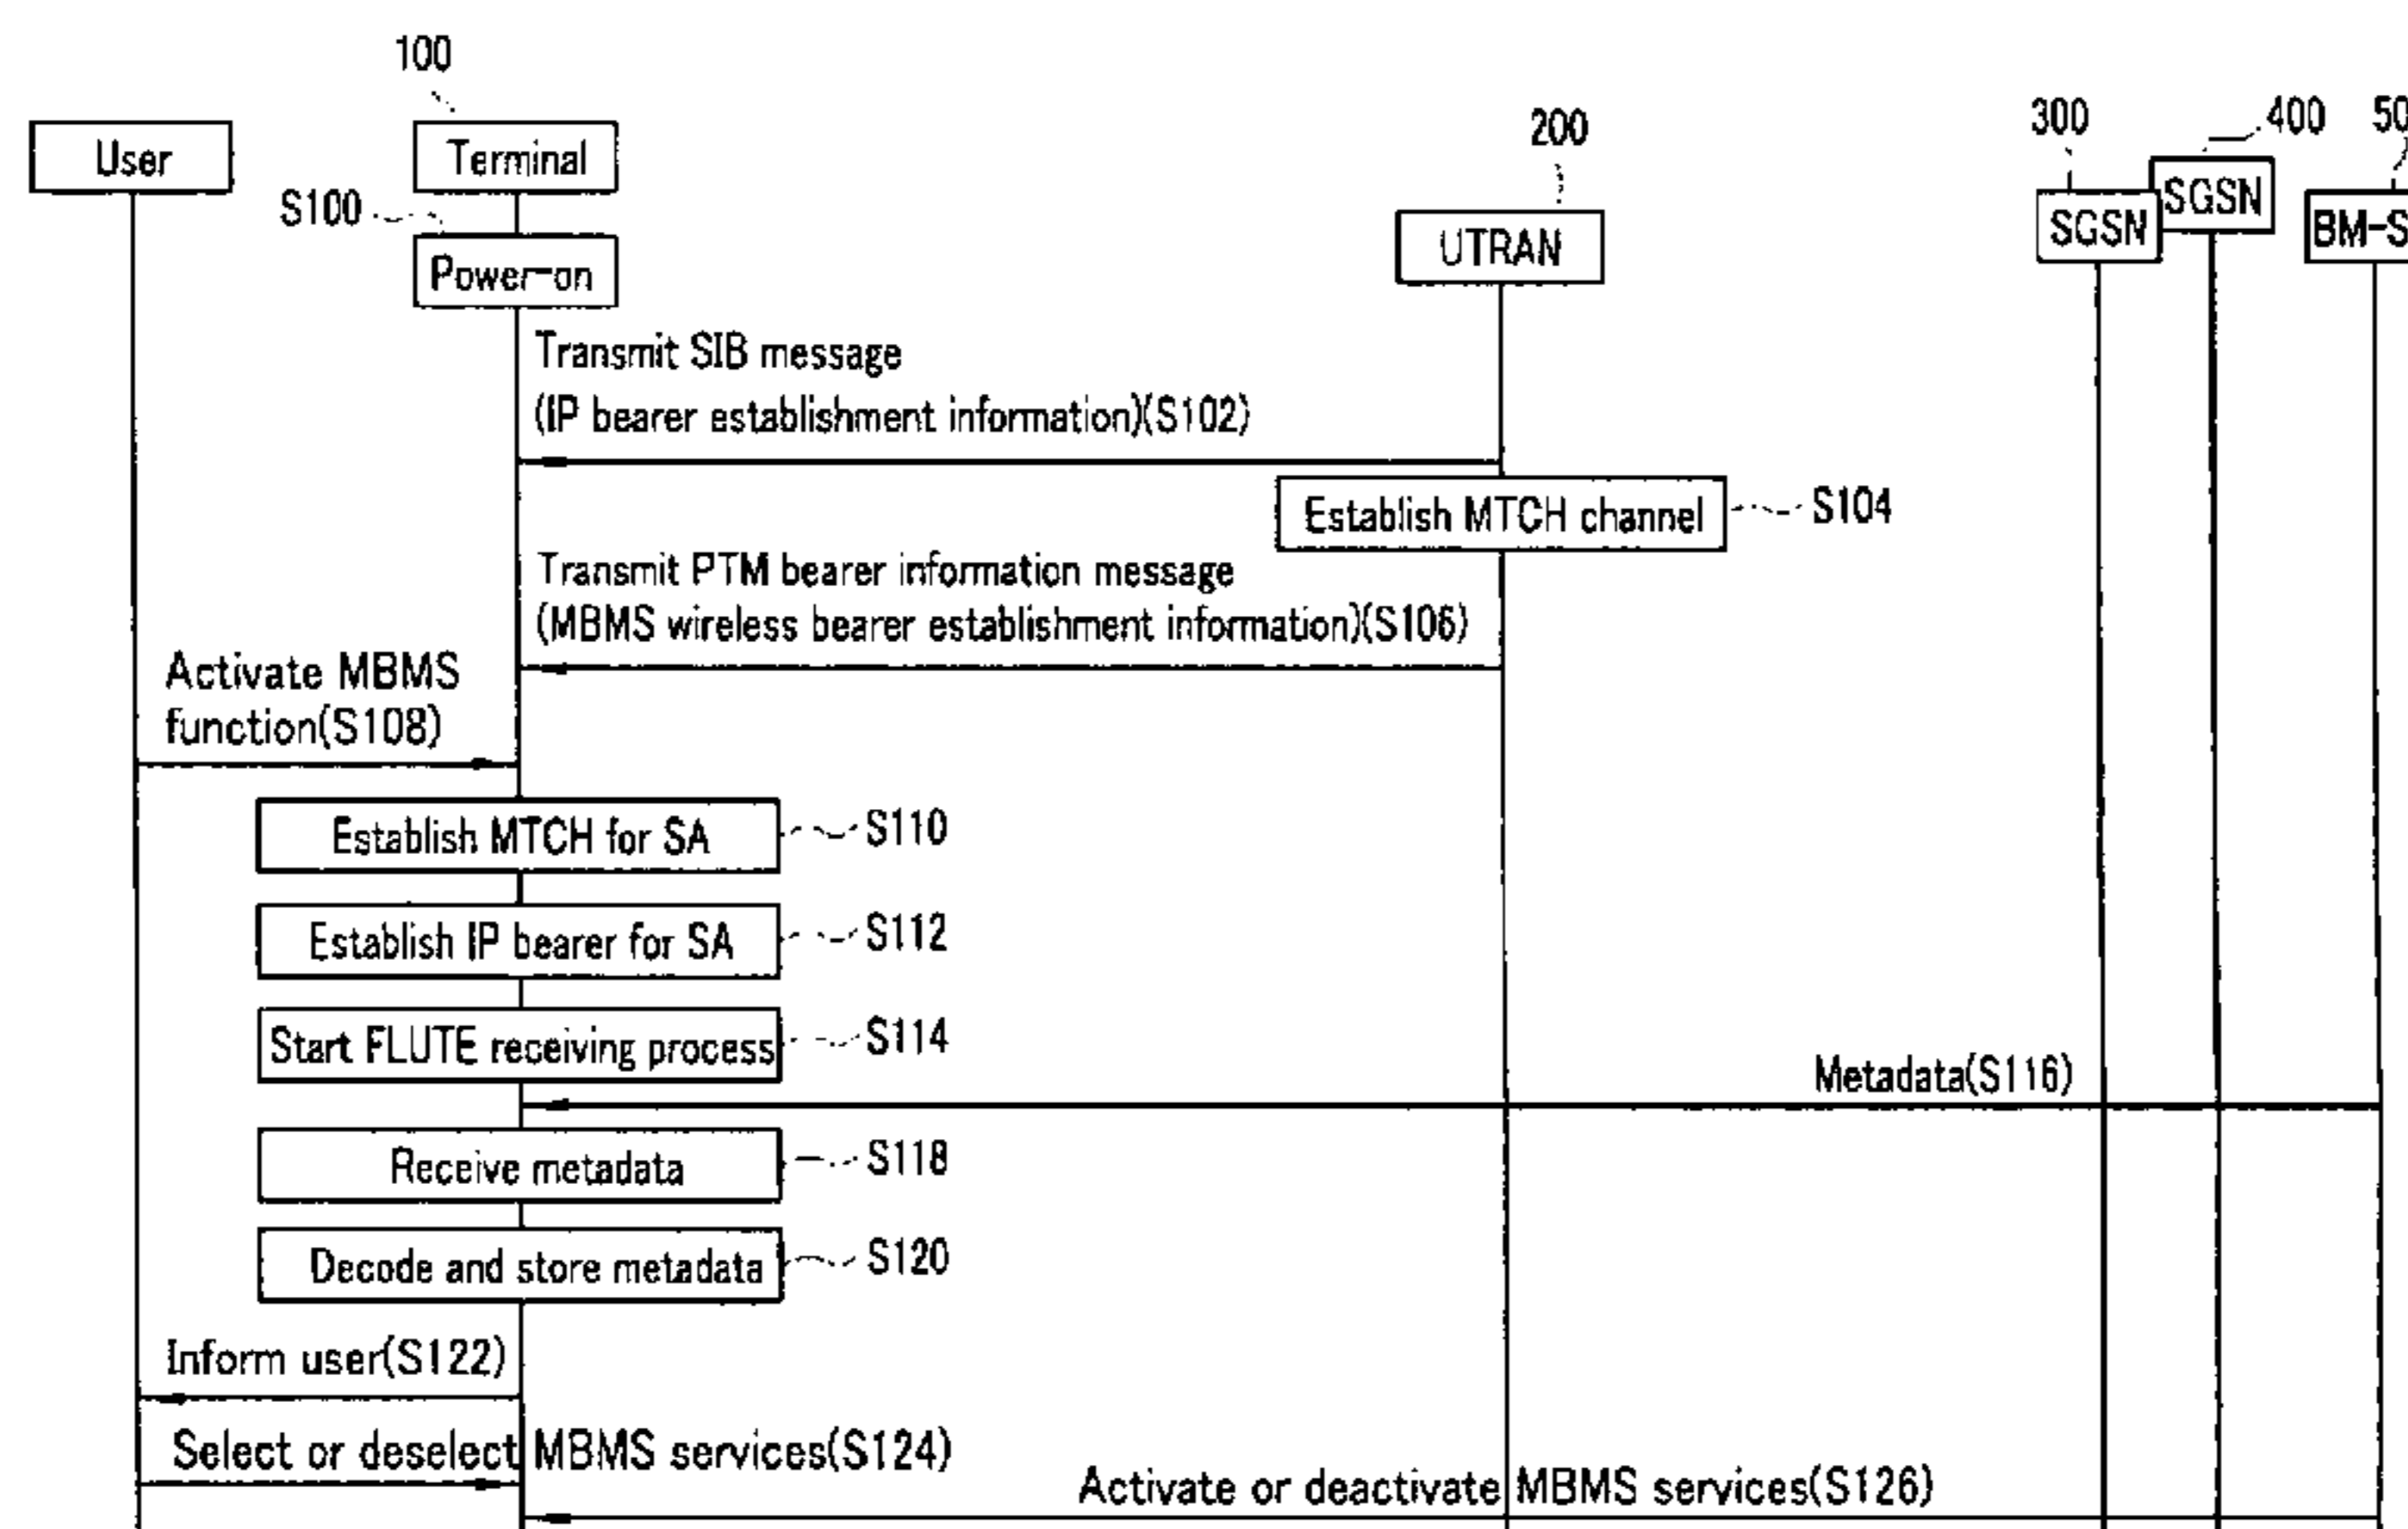 100
User
Terminal
S100
Power-on
200
UTRAN
300
400
SGSN
SGSN
50
BM-S
Transmit SIB message
(IP bearer establishment information)(S102)
Establish MTCH channel
S104
Transmit PTM bearer information message
(MBMS wireless bearer establishment information)(S106)
Activate MBMS
function(S108)
Establish MTCH for SA
S110
Establish IP bearer for SA
S112
Start FLUTE receiving process
S114
Metadata(S116)
Receive metadata
S118
Decode and store metadata
S120
Inform user(S122)
Select or deselect MBMS services(S124)
Activate or deactivate MBMS services(S126)